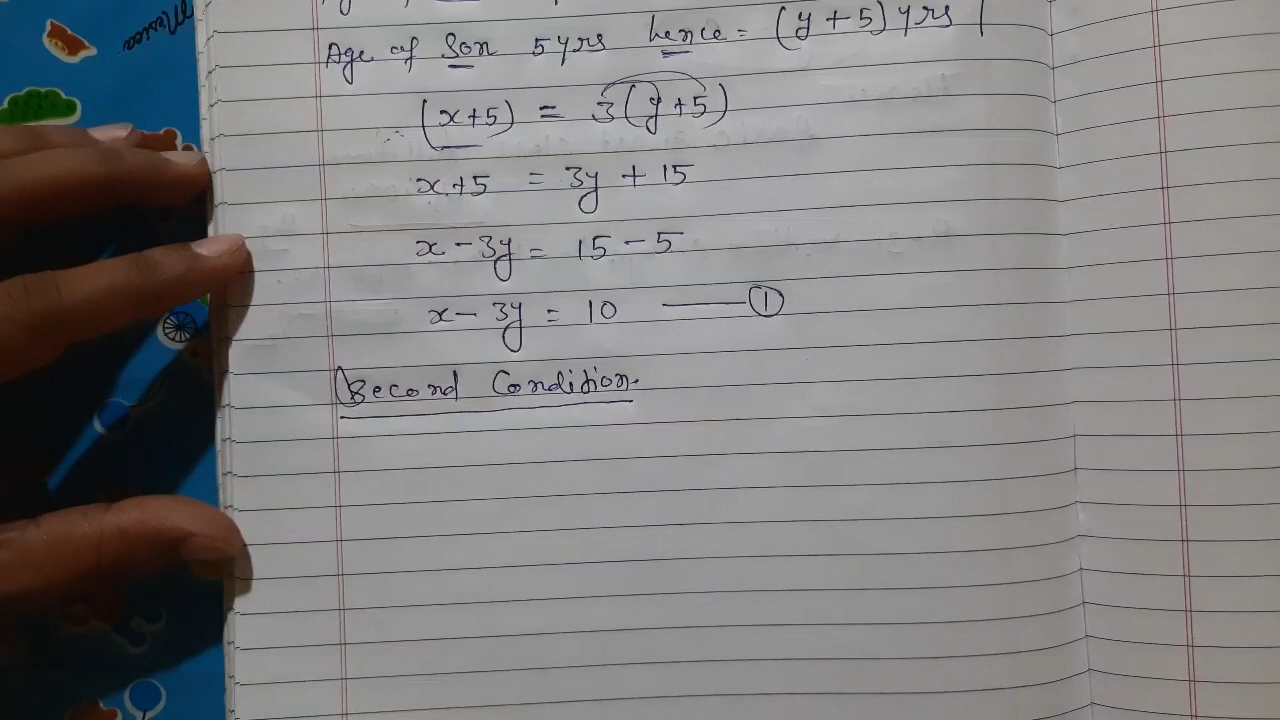 Age of Son 5 yrs hence = (y + 5) yrs
(x+5) = 3(y+5)
x+5 = 3y + 15
x - 3y = 15 - 5
x - 3y = 10 —— ①
Second Condition.